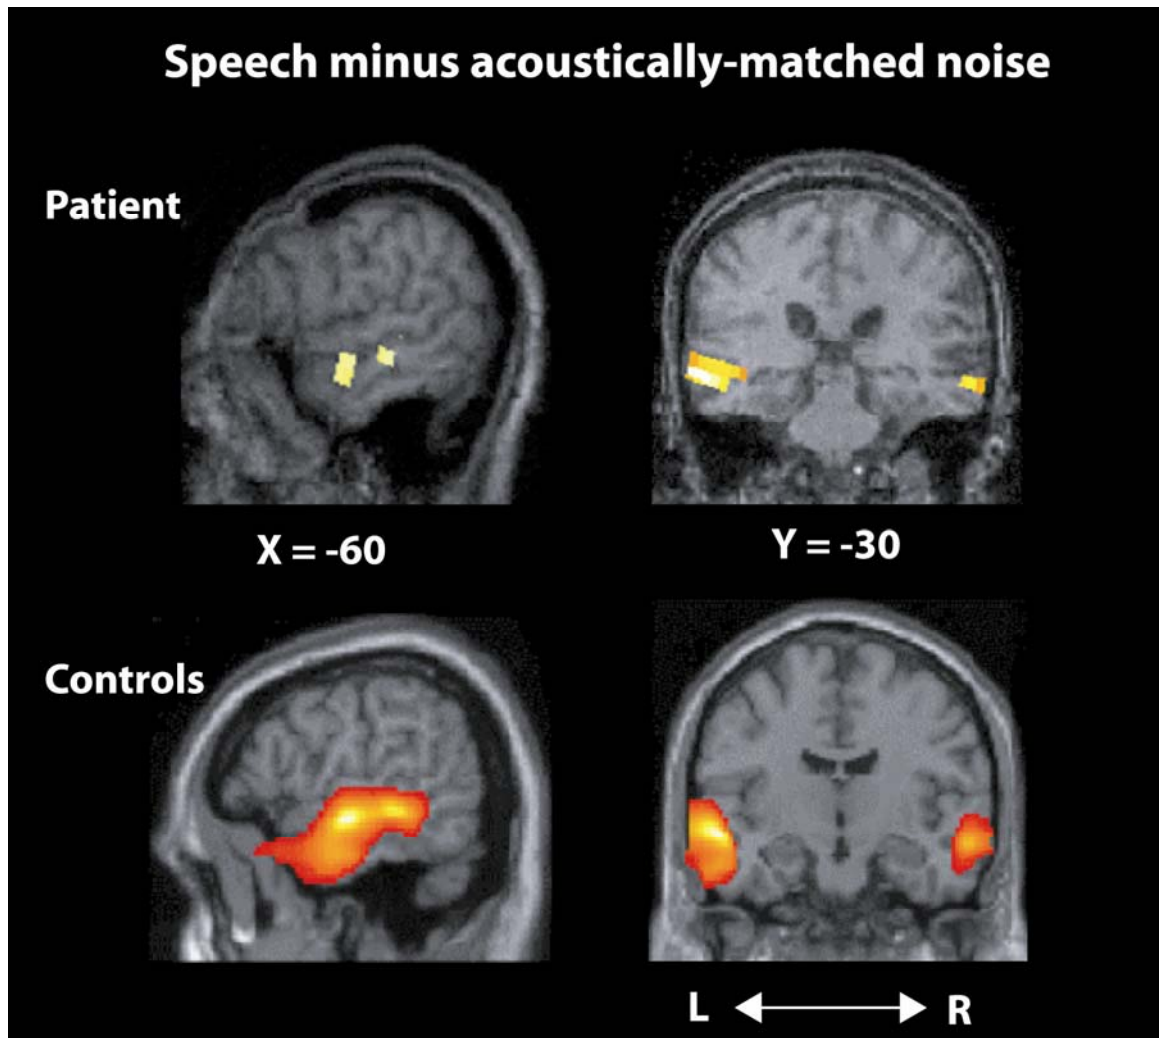 Speech minus acoustically-matched noise
Patient
X = -60
Y = -30
Controls
L
R